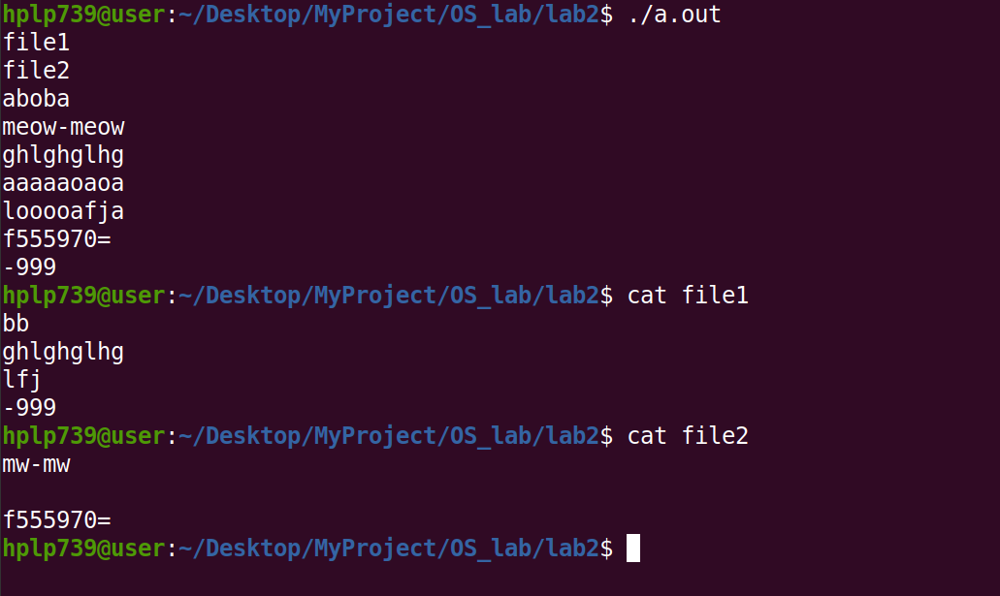 hplp739@user:~/Desktop/MyProject/OS_lab/lab2$ ./a.out
file1
file2
aboba
meow-meow
ghlghglhg
aaaaaoaoa
looooafja
f555970=
-999
hplp739@user:~/Desktop/MyProject/OS_lab/lab2$ cat file1
bb
ghlghglhg
lfj
-999
hplp739@user:~/Desktop/MyProject/OS_lab/lab2$ cat file2
mw-mw

f555970=
hplp739@user:~/Desktop/MyProject/OS_lab/lab2$